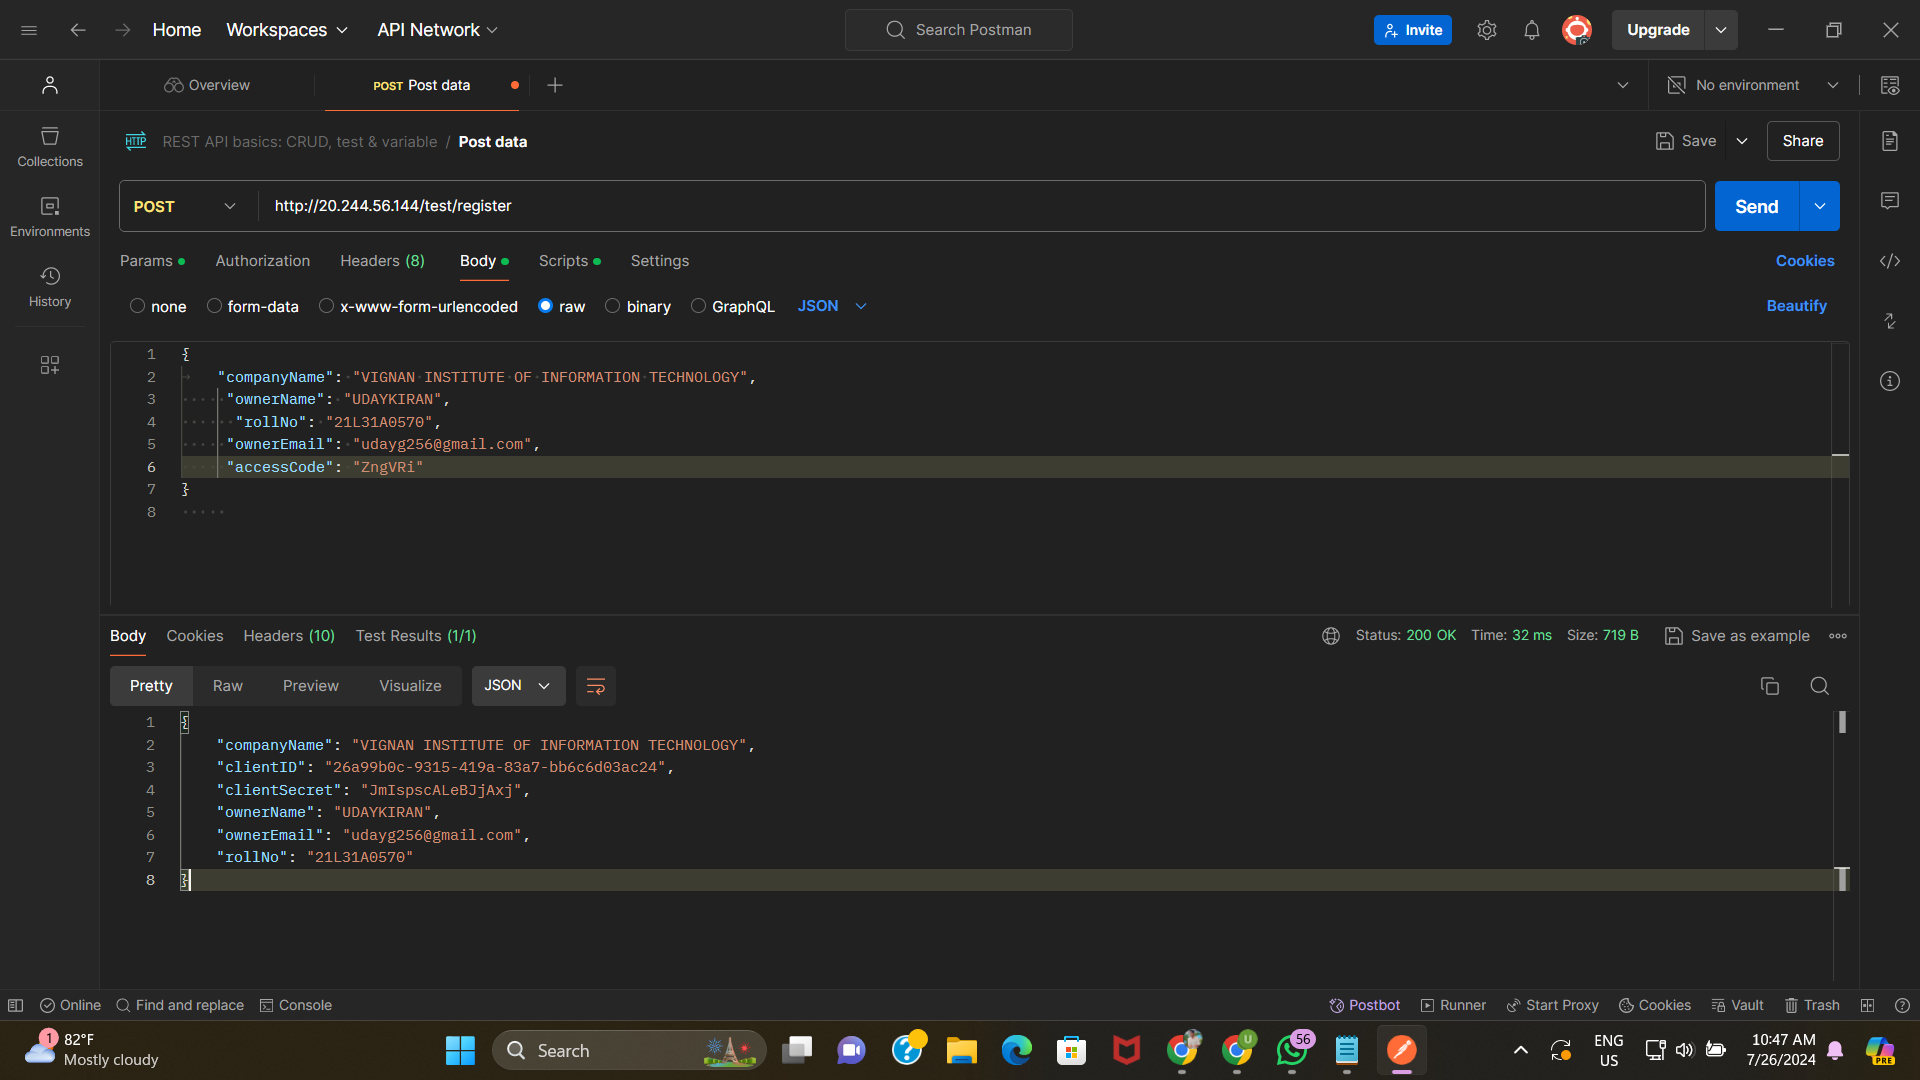 Home Workspaces API Network Search Postman Invite Upgrade
Overview POST Post data No environment
HTTP REST API basics: CRUD, test & variable / Post data Save Share
Collections
POST http://20.244.56.144/test/register Send
Environments
Params Authorization Headers (8) Body Scripts Settings Cookies
History
none form-data x-www-form-urlencoded raw binary GraphQL JSON Beautify
1 {
2 "companyName": "VIGNAN INSTITUTE OF INFORMATION TECHNOLOGY",
3 "ownerName": "UDAYKIRAN",
4 "rollNo": "21L31A0570",
5 "ownerEmail": "udayg256@gmail.com",
6 "accessCode": "ZngVRi"
7 }
8
Body Cookies Headers (10) Test Results (1/1) Status: 200 OK Time: 32 ms Size: 719 B Save as example
Pretty Raw Preview Visualize JSON
1 {
2 "companyName": "VIGNAN INSTITUTE OF INFORMATION TECHNOLOGY",
3 "clientID": "26a99b0c-9315-419a-83a7-bb6c6d03ac24",
4 "clientSecret": "JmIspscALeBJjAxj",
5 "ownerName": "UDAYKIRAN",
6 "ownerEmail": "udayg256@gmail.com",
7 "rollNo": "21L31A0570"
8 }
Online Find and replace Console Postbot Runner Start Proxy Cookies Vault Trash
1 82°F
Mostly cloudy
Search
U
56
ENG
US
10:47 AM
7/26/2024
PRE